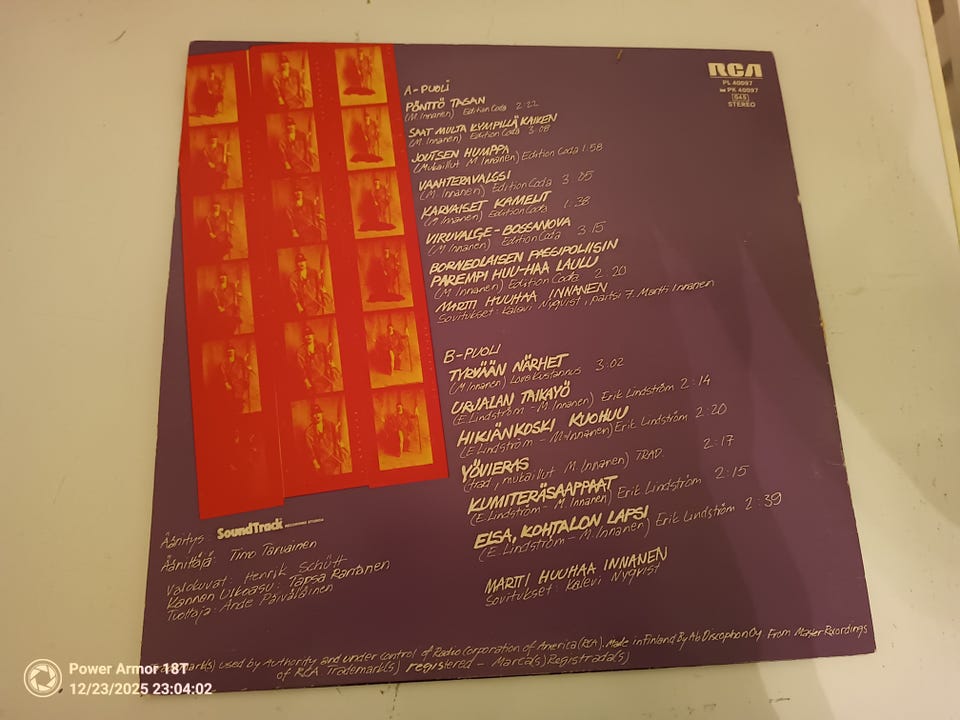 RCA
PL 40097
PK 40097
STEREO
A-PUOLI
PÖNTTÖ TASAN
(M. Innanen) Edition Coda 2:22
SAAT MULTA KYMPILLÄ KAIKEN
(M. Innanen) Edition Coda 3:08
JOUTSEN HUMPPA
(Mukaillut M. Innanen) Edition Coda 1:58
VAAHTERAVALSSI
(M. Innanen) Edition Coda 3:05
KARVAISET KAMELIT
(M. Innanen) Edition Coda 1:38
VIRUVALGE-BOSSANOVA
(M. Innanen) Edition Coda 3:15
BORNEOLAISEN PASSIPOLIISIN
PAREMPI HUU-HAA LAULU
(M. Innanen) Edition Coda 2:20
MARTTI HUUHAA INNANEN
Sovitukset: Kalevi Nyqvist, paitsi 7. Martti Innanen
B-PUOLI
TYRVÄÄN NÄRHET
(M. Innanen) Love Kustannus 3:02
URJALAN TAIKAYÖ
(E. Lindström - M. Innanen) Erik Lindström 2:14
HIKIÄNKOSKI KUOHUU
(E. Lindström - M. Innanen) Erik Lindström 2:20
YÖVIERAS
(trad, mukaillut M. Innanen) TRAD. 2:17
KUMITERÄSAAPPAAT
(E. Lindström - M. Innanen) Erik Lindström 2:15
ELSA, KOHTALON LAPSI
(E. Lindström - M. Innanen) Erik Lindström 2:39
MARTTI HUUHAA INNANEN
Sovitukset: Kalevi Nyqvist
Äänitys: SoundTrack RECORDING STUDIOS
Äänittäjä: Timo Tarvainen
Valokuvat: Henrik Schütt
Kannen Ulkoasu: Tapsa Rantanen
Tuottaja: Ande Päiväläinen
Trademark(s) used by Authority and under control of Radio Corporation of America (RCA). Made in Finland By Ab Discophon Oy From Master Recordings
of RCA Trademark(s) registered - Marca(s) Registrada(s)
Power Armor 18T
12/23/2025 23:04:02